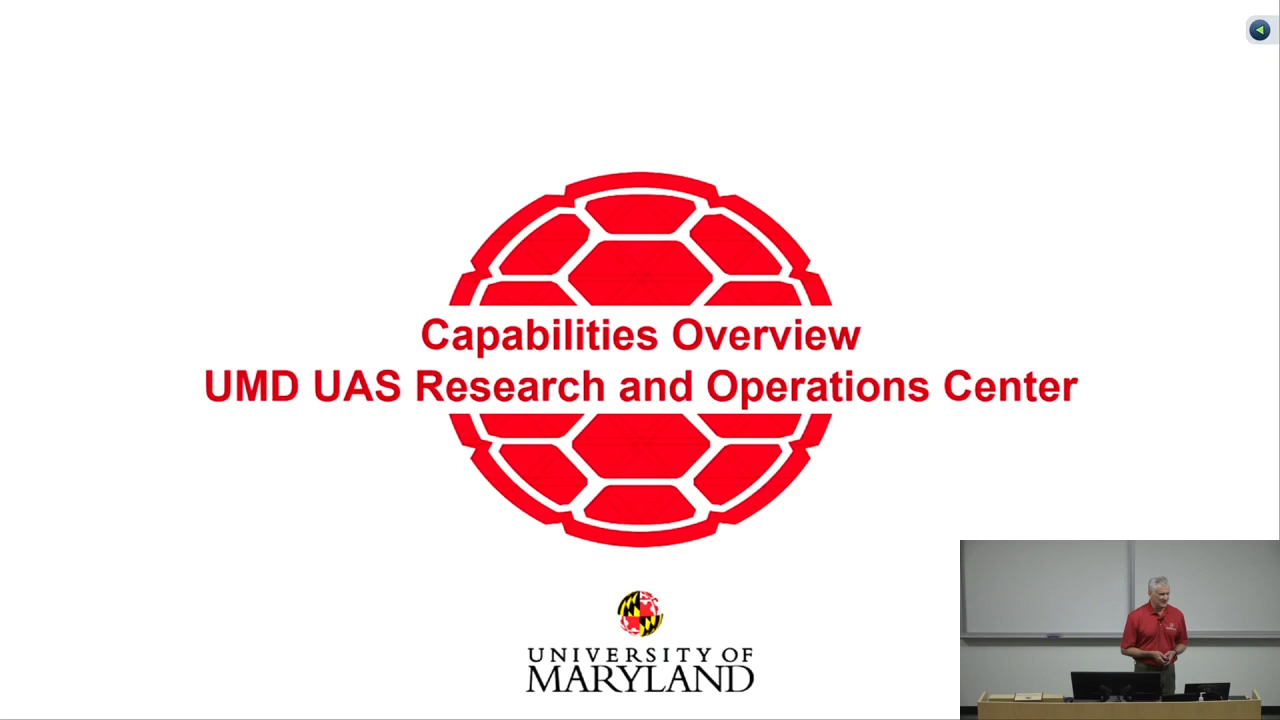 Capabilities Overview
UMD UAS Research and Operations Center
UNIVERSITY OF
MARYLAND